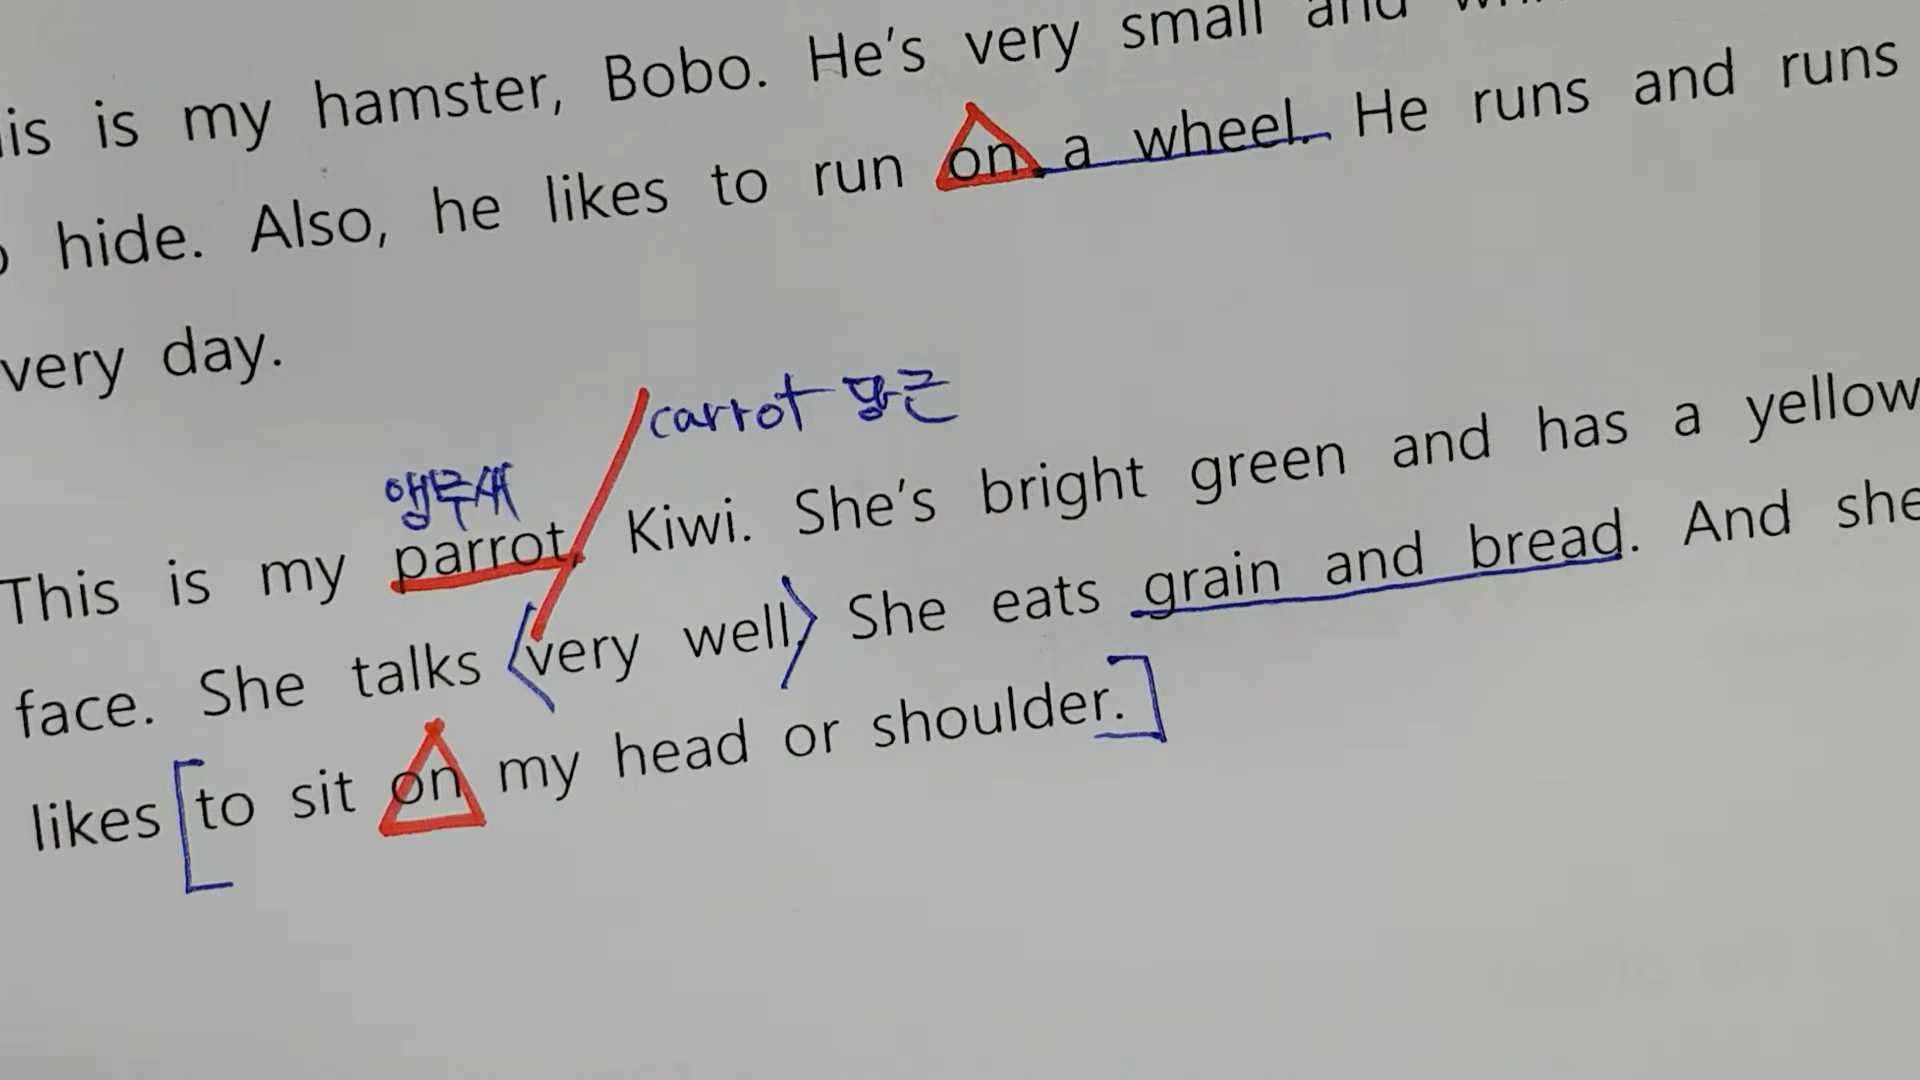 is is my hamster, Bobo. He's very small and
hide. Also, he likes to run on a wheel. He runs and runs
very day.
carrot 당근
앵무새
This is my parrot, Kiwi. She's bright green and has a yellow
face. She talks very well. She eats grain and bread. And she
likes to sit on my head or shoulder.